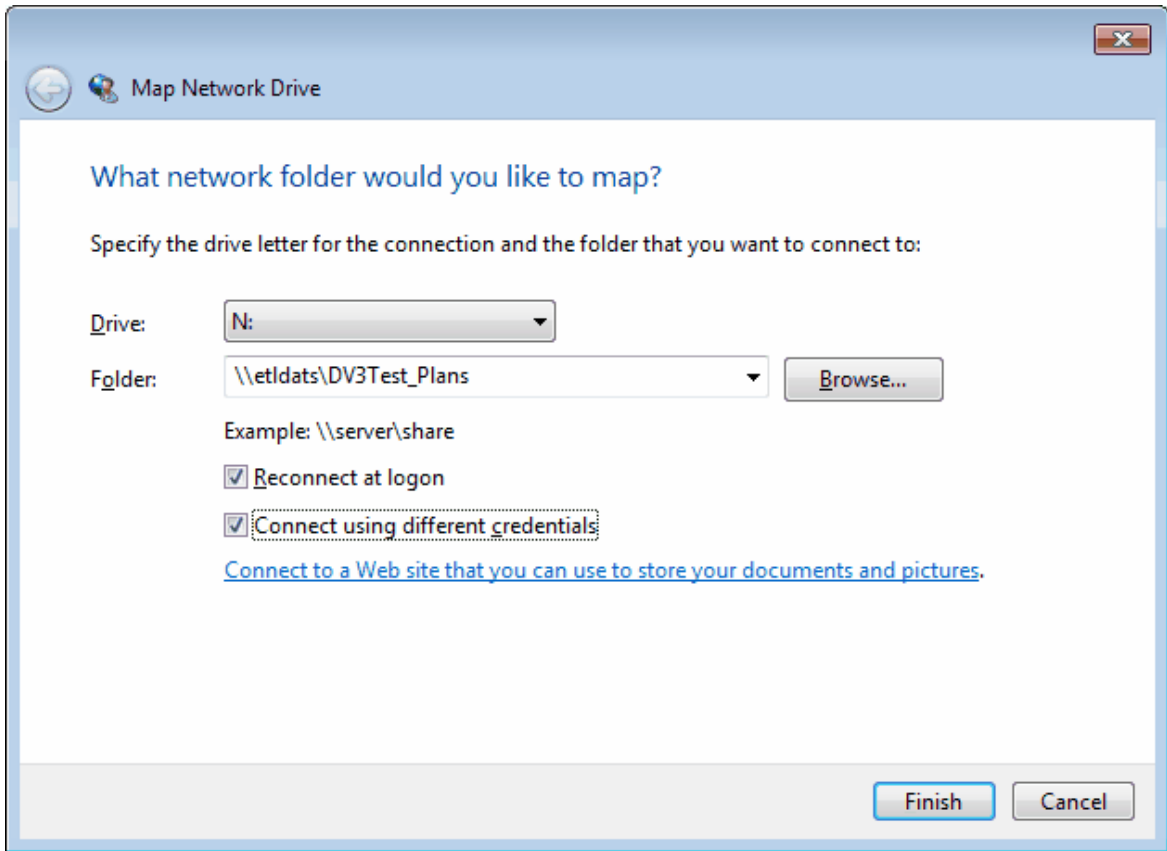 Map Network Drive
What network folder would you like to map?
Specify the drive letter for the connection and the folder that you want to connect to:
Drive: N:
Folder: \\etldats\DV3Test_Plans Browse...
Example: \\server\share
Reconnect at logon
Connect using different credentials
Connect to a Web site that you can use to store your documents and pictures.
Finish Cancel